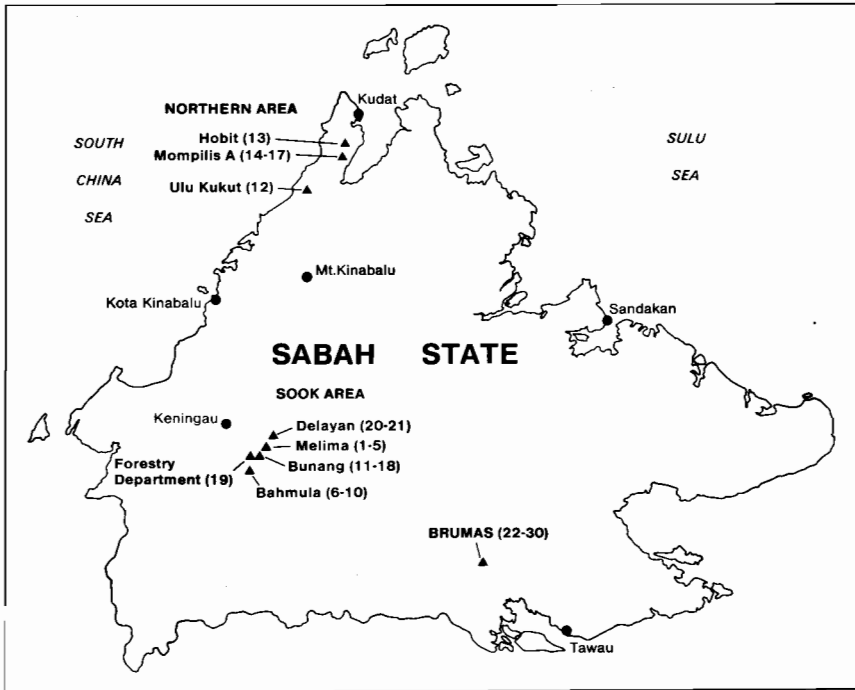 Kudat
NORTHERN AREA
SOUTH
CHINA
SEA
Hobit (13)
Mompilis A (14-17)
Ulu Kukut (12)
SULU
SEA
Mt.Kinabalu
Kota Kinabalu
Sandakan
SABAH STATE
SOOK AREA
Keningau
Delayan (20-21)
Melima (1-5)
Bunang (11-18)
Forestry
Department (19)
Bahmula (6-10)
BRUMAS (22-30)
Tawau